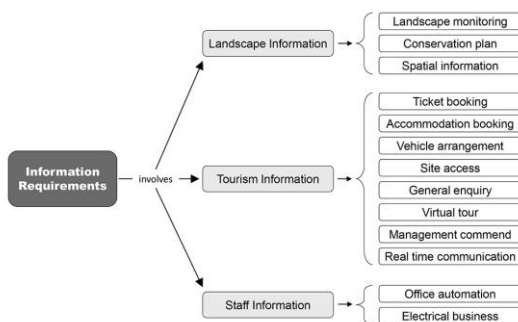 Landscape monitoring
Landscape Information
Conservation plan
Spatial information
Ticket booking
Accommodation booking
Vehicle arrangement
Site access
Information
Requirements
involves
Tourism Information
General enquiry
Virtual tour
Management commend
Real time communication
Office automation
Staff Information
Electrical business